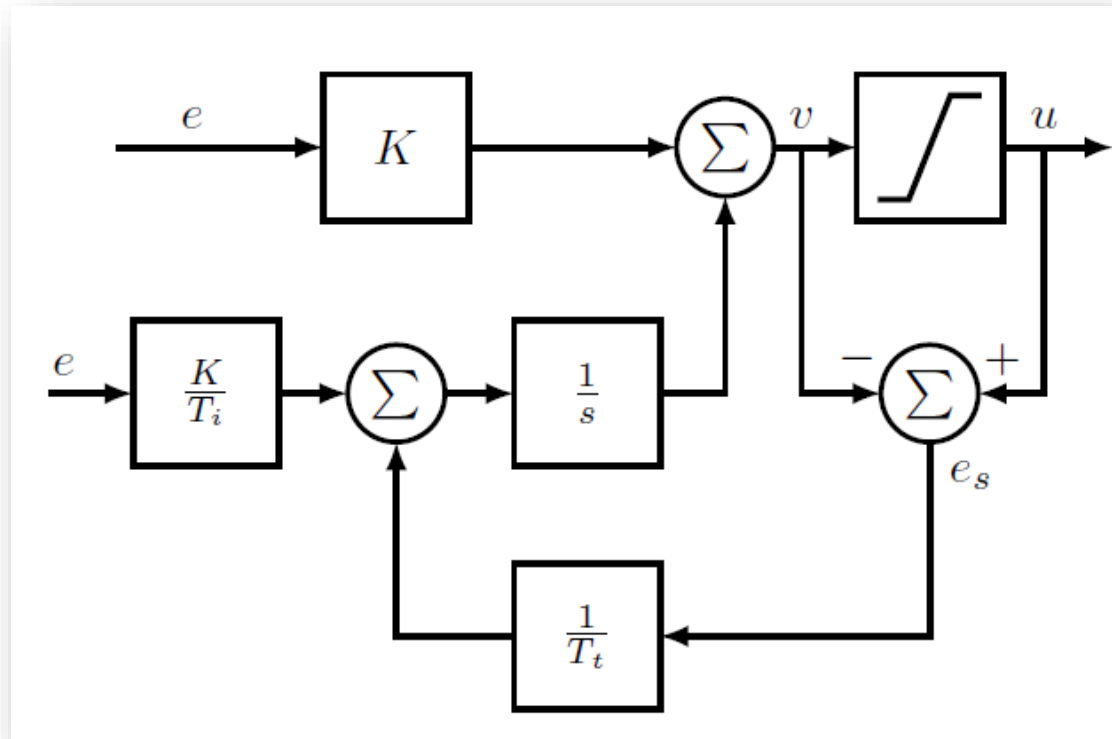 e
K
∑
v
u
e
K/T_i
∑
1/s
−
∑
+
e_s
1/T_t